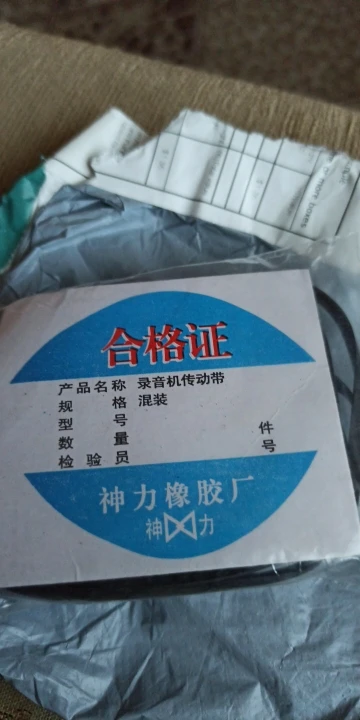 合格证
产品名称 录音机传动带
规格 混装
型号
数量 件
检验员 号
神力橡胶厂
神力